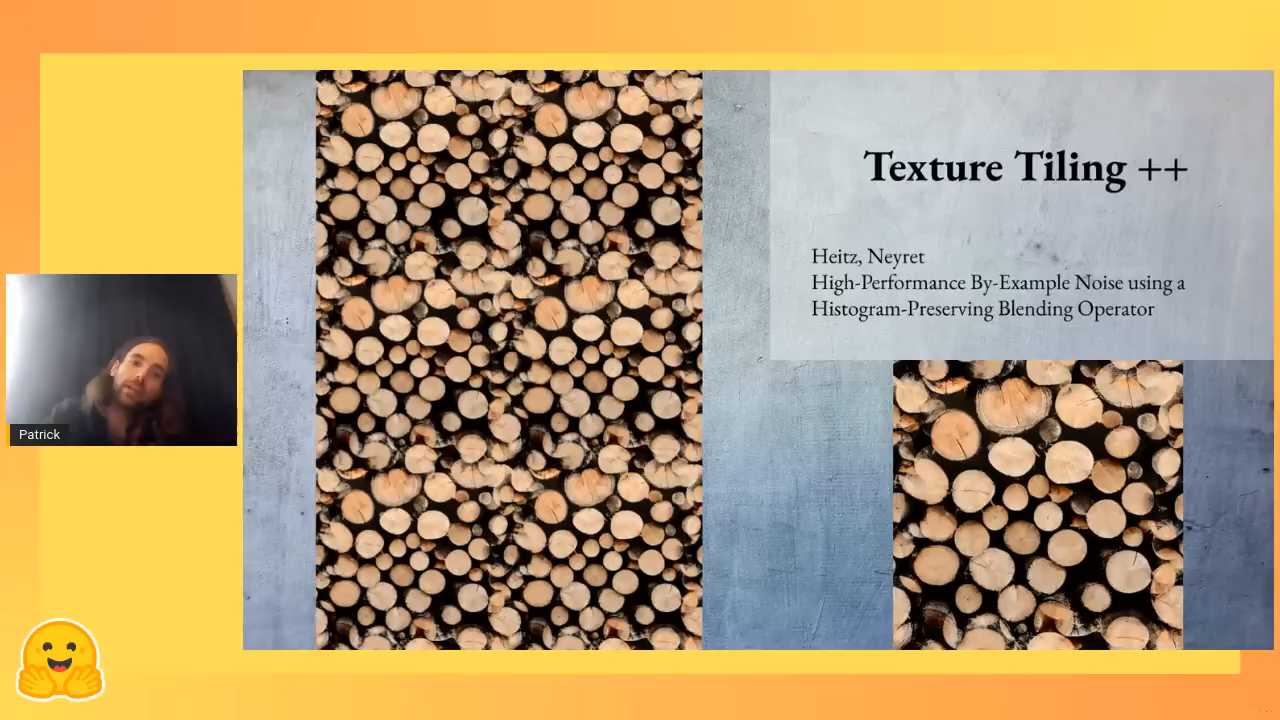 Texture Tiling ++
Heitz, Neyret
High-Performance By-Example Noise using a
Histogram-Preserving Blending Operator
Patrick